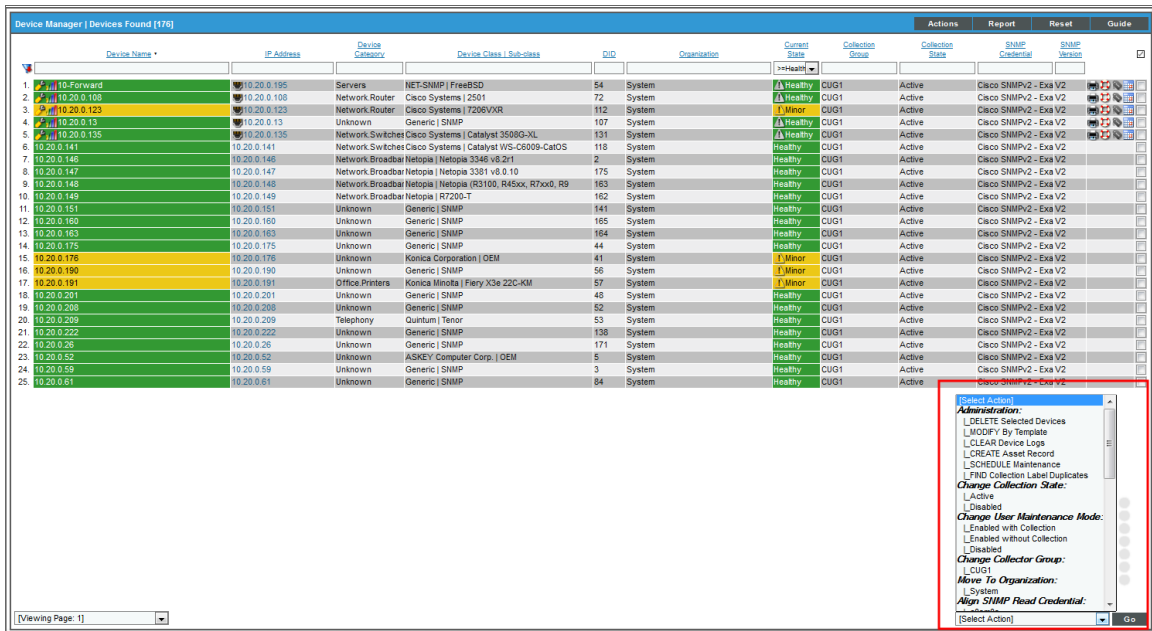 Device Manager | Devices Found [176] Actions Report Reset Guide
Device Name IP Address Device Category Device Class | Sub-class DID Organization Current State Collection Group Collection State SNMP Credential SNMP Version
>=Health
1. 10-Forward 10.20.0.195 Servers NET-SNMP | FreeBSD 54 System Healthy CUG1 Active Cisco SNMPv2 - Exa V2
2. 10.20.0.108 10.20.0.108 Network.Router Cisco Systems | 2501 72 System Healthy CUG1 Active Cisco SNMPv2 - Exa V2
3. 10.20.0.123 10.20.0.123 Network.Router Cisco Systems | 7206VXR 112 System Minor CUG1 Active Cisco SNMPv2 - Exa V2
4. 10.20.0.13 10.20.0.13 Unknown Generic | SNMP 107 System Healthy CUG1 Active Cisco SNMPv2 - Exa V2
5. 10.20.0.135 10.20.0.135 Network.Switches Cisco Systems | Catalyst 3508G-XL 131 System Healthy CUG1 Active Cisco SNMPv2 - Exa V2
6. 10.20.0.141 10.20.0.141 Network.Switches Cisco Systems | Catalyst WS-C6009-CatOS 118 System Healthy CUG1 Active Cisco SNMPv2 - Exa V2
7. 10.20.0.146 10.20.0.146 Network.Broadbar Netopia | Netopia 3346 v8.2r1 2 System Healthy CUG1 Active Cisco SNMPv2 - Exa V2
8. 10.20.0.147 10.20.0.147 Network.Broadbar Netopia | Netopia 3381 v8.0.10 175 System Healthy CUG1 Active Cisco SNMPv2 - Exa V2
9. 10.20.0.148 10.20.0.148 Network.Broadbar Netopia | Netopia (R3100, R45xx, R7xx0, R9 163 System Healthy CUG1 Active Cisco SNMPv2 - Exa V2
10. 10.20.0.149 10.20.0.149 Network.Broadbar Netopia | R7200-T 162 System Healthy CUG1 Active Cisco SNMPv2 - Exa V2
11. 10.20.0.151 10.20.0.151 Unknown Generic | SNMP 141 System Healthy CUG1 Active Cisco SNMPv2 - Exa V2
12. 10.20.0.160 10.20.0.160 Unknown Generic | SNMP 165 System Healthy CUG1 Active Cisco SNMPv2 - Exa V2
13. 10.20.0.163 10.20.0.163 Unknown Generic | SNMP 164 System Healthy CUG1 Active Cisco SNMPv2 - Exa V2
14. 10.20.0.175 10.20.0.175 Unknown Generic | SNMP 44 System Healthy CUG1 Active Cisco SNMPv2 - Exa V2
15. 10.20.0.176 10.20.0.176 Unknown Konica Corporation | OEM 41 System Minor CUG1 Active Cisco SNMPv2 - Exa V2
16. 10.20.0.190 10.20.0.190 Unknown Generic | SNMP 56 System Minor CUG1 Active Cisco SNMPv2 - Exa V2
17. 10.20.0.191 10.20.0.191 Office.Printers Konica Minolta | Fiery X3e 22C-KM 57 System Minor CUG1 Active Cisco SNMPv2 - Exa V2
18. 10.20.0.201 10.20.0.201 Unknown Generic | SNMP 48 System Healthy CUG1 Active Cisco SNMPv2 - Exa V2
19. 10.20.0.208 10.20.0.208 Unknown Generic | SNMP 52 System Healthy CUG1 Active Cisco SNMPv2 - Exa V2
20. 10.20.0.209 10.20.0.209 Telephony Quintum | Tenor 53 System Healthy CUG1 Active Cisco SNMPv2 - Exa V2
21. 10.20.0.222 10.20.0.222 Unknown Generic | SNMP 138 System Healthy CUG1 Active Cisco SNMPv2 - Exa V2
22. 10.20.0.26 10.20.0.26 Unknown Generic | SNMP 171 System Healthy CUG1 Active Cisco SNMPv2 - Exa V2
23. 10.20.0.52 10.20.0.52 Unknown ASKEY Computer Corp. | OEM 5 System Healthy CUG1 Active Cisco SNMPv2 - Exa V2
24. 10.20.0.59 10.20.0.59 Unknown Generic | SNMP 3 System Healthy CUG1 Active Cisco SNMPv2 - Exa V2
25. 10.20.0.61 10.20.0.61 Unknown Generic | SNMP 84 System Healthy CUG1 Active Cisco SNMPv2 - Exa V2
[Select Action]
Administration:
|_DELETE Selected Devices
|_MODIFY By Template
|_CLEAR Device Logs
|_CREATE Asset Record
|_SCHEDULE Maintenance
|_FIND Collection Label Duplicates
Change Collection State:
|_Active
|_Disabled
Change User Maintenance Mode:
|_Enabled with Collection
|_Enabled without Collection
|_Disabled
Change Collector Group:
|_CUG1
Move To Organization:
|_System
Align SNMP Read Credential:
[Viewing Page: 1] [Select Action] Go